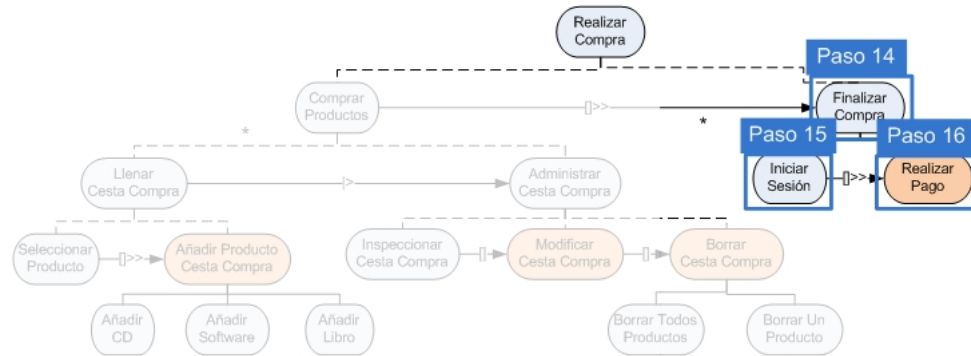 Realizar
Compra
Paso 14
Comprar
Productos
[]>>
Finalizar
Compra
*
*
Paso 15
Paso 16
Llenar
Cesta Compra
|>
Administrar
Cesta Compra
Iniciar
Sesión
[]>>
Realizar
Pago
Seleccionar
Producto
[]>>
Añadir Producto
Cesta Compra
Inspeccionar
Cesta Compra
[]
Modificar
Cesta Compra
[]
Borrar
Cesta Compra
Añadir
CD
Añadir
Software
Añadir
Libro
Borrar Todos
Productos
Borrar Un
Producto